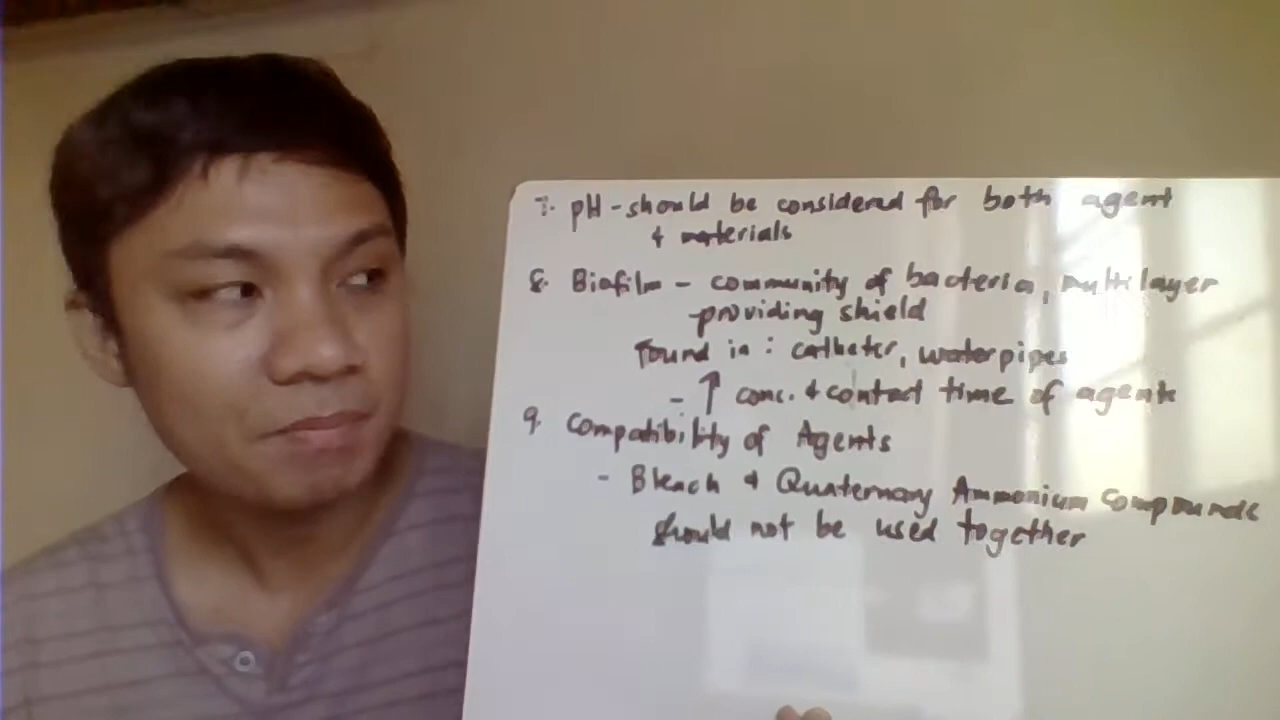 7. pH - should be considered for both agent
+ materials
8. Biofilm - community of bacteria, multilayer
providing shield
Found in : catheter, waterpipes
- ↑ conc. + contact time of agents
9. Compatibility of Agents
- Bleach + Quaternary Ammonium Compounds
should not be used together